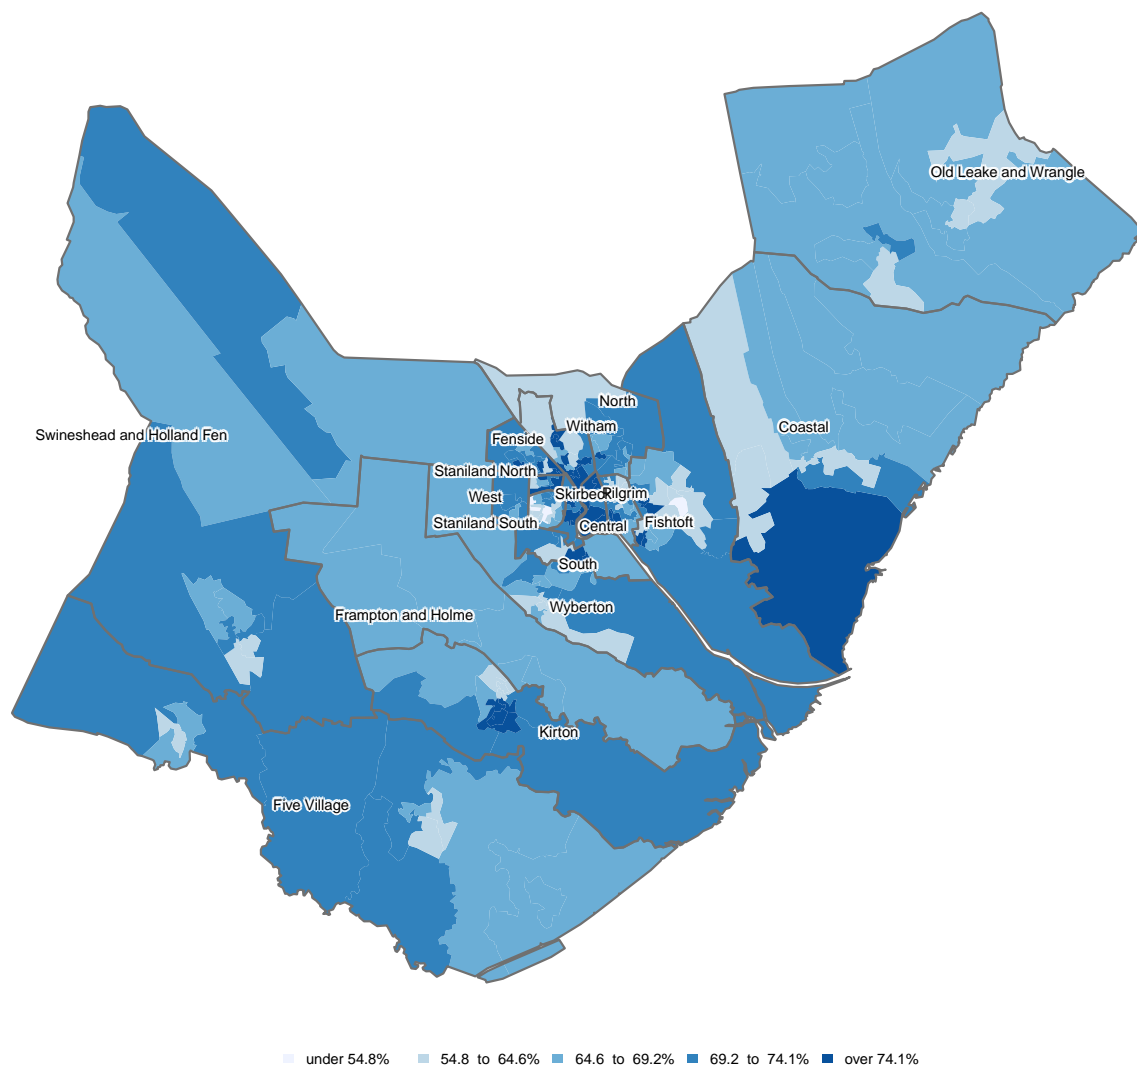 Old Leake and Wrangle
North
Witham
Coastal
Swineshead and Holland Fen
Fenside
Staniland North
West
Skirbeck
Pilgrim
Staniland South
Central
Fishtoft
South
Wyberton
Frampton and Holme
Kirton
Five Village
under 54.8%
54.8 to 64.6%
64.6 to 69.2%
69.2 to 74.1%
over 74.1%